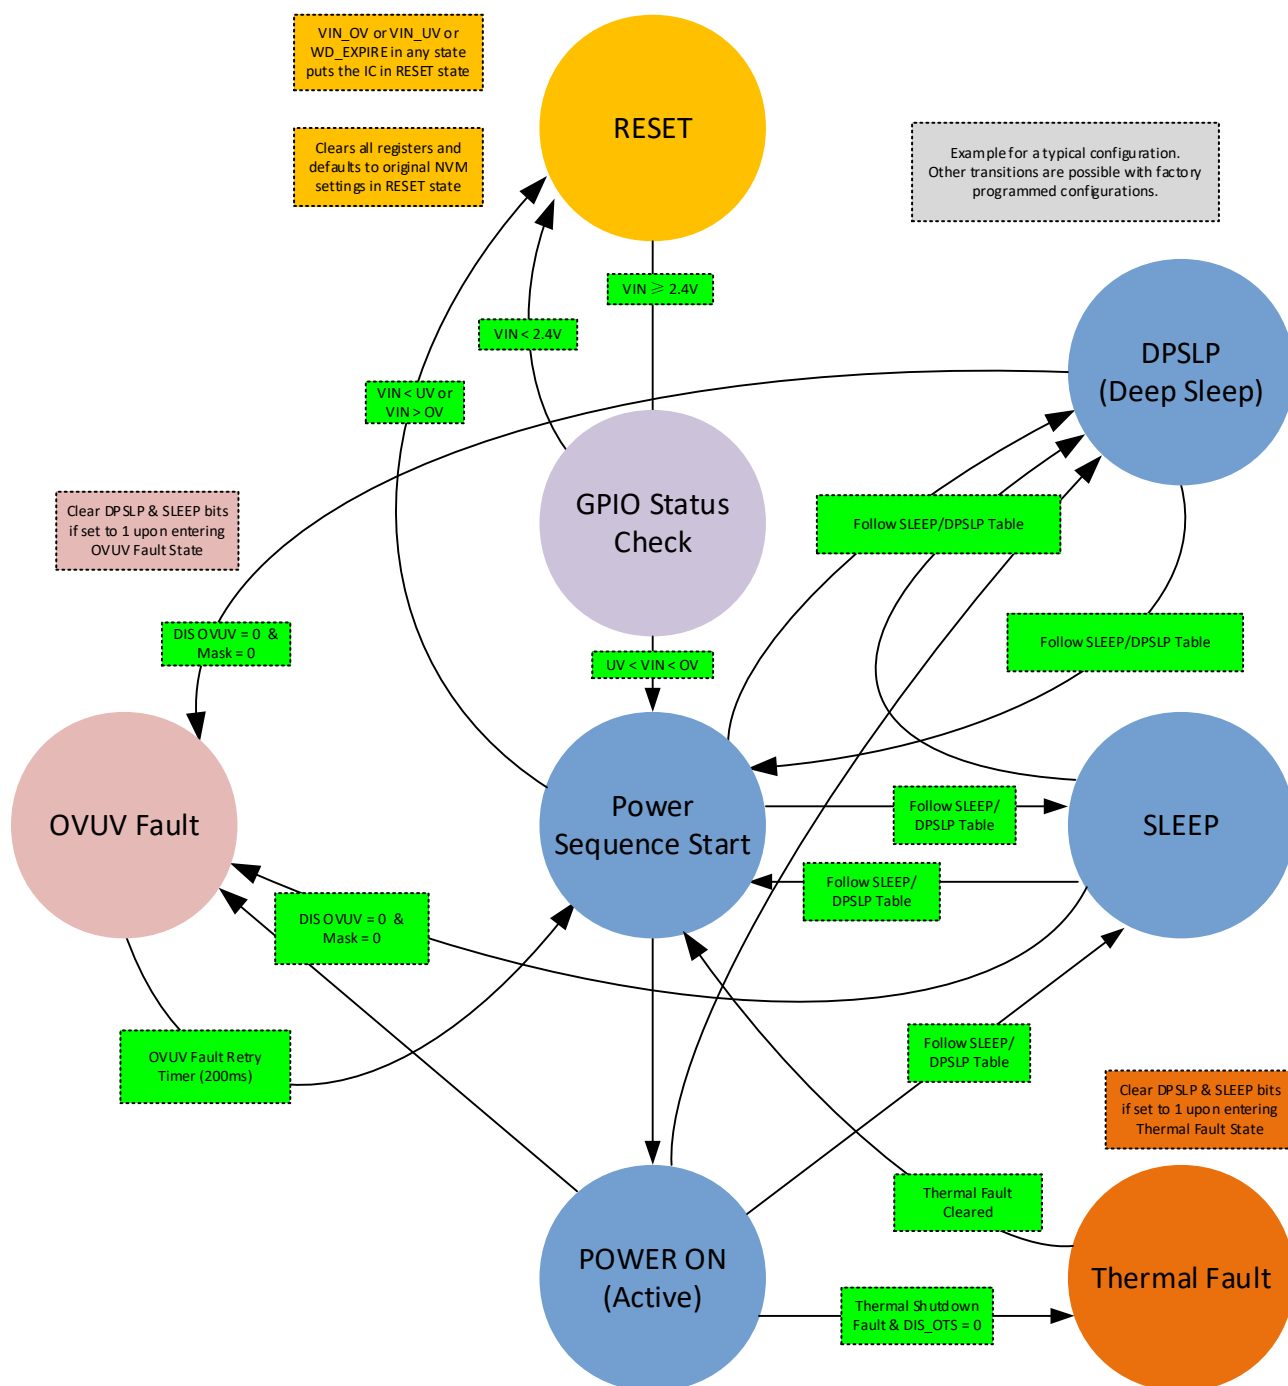 VIN_OV or VIN_UV or
WD_EXPIRE in any state
puts the IC in RESET state
RESET
Clears all registers and
defaults to original NVM
settings in RESET state
Example for a typical configuration.
Other transitions are possible with factory
programmed configurations.
VIN ≥ 2.4V
VIN < 2.4V
VIN < UV or
VIN > OV
DPSLP
(Deep Sleep)
Clear DPSLP & SLEEP bits
if set to 1 upon entering
OVUV Fault State
GPIO Status
Check
Follow SLEEP/DPSLP Table
DIS OVUV = 0 &
Mask = 0
UV < VIN < OV
Follow SLEEP/DPSLP Table
OVUV Fault
Power
Sequence Start
Follow SLEEP/
DPSLP Table
SLEEP
Follow SLEEP/
DPSLP Table
DIS OVUV = 0 &
Mask = 0
OVUV Fault Retry
Timer (200ms)
Follow SLEEP/
DPSLP Table
Clear DPSLP & SLEEP bits
if set to 1 upon entering
Thermal Fault State
Thermal Fault
Cleared
POWER ON
(Active)
Thermal Shutdown
Fault & DIS_OTS = 0
Thermal Fault